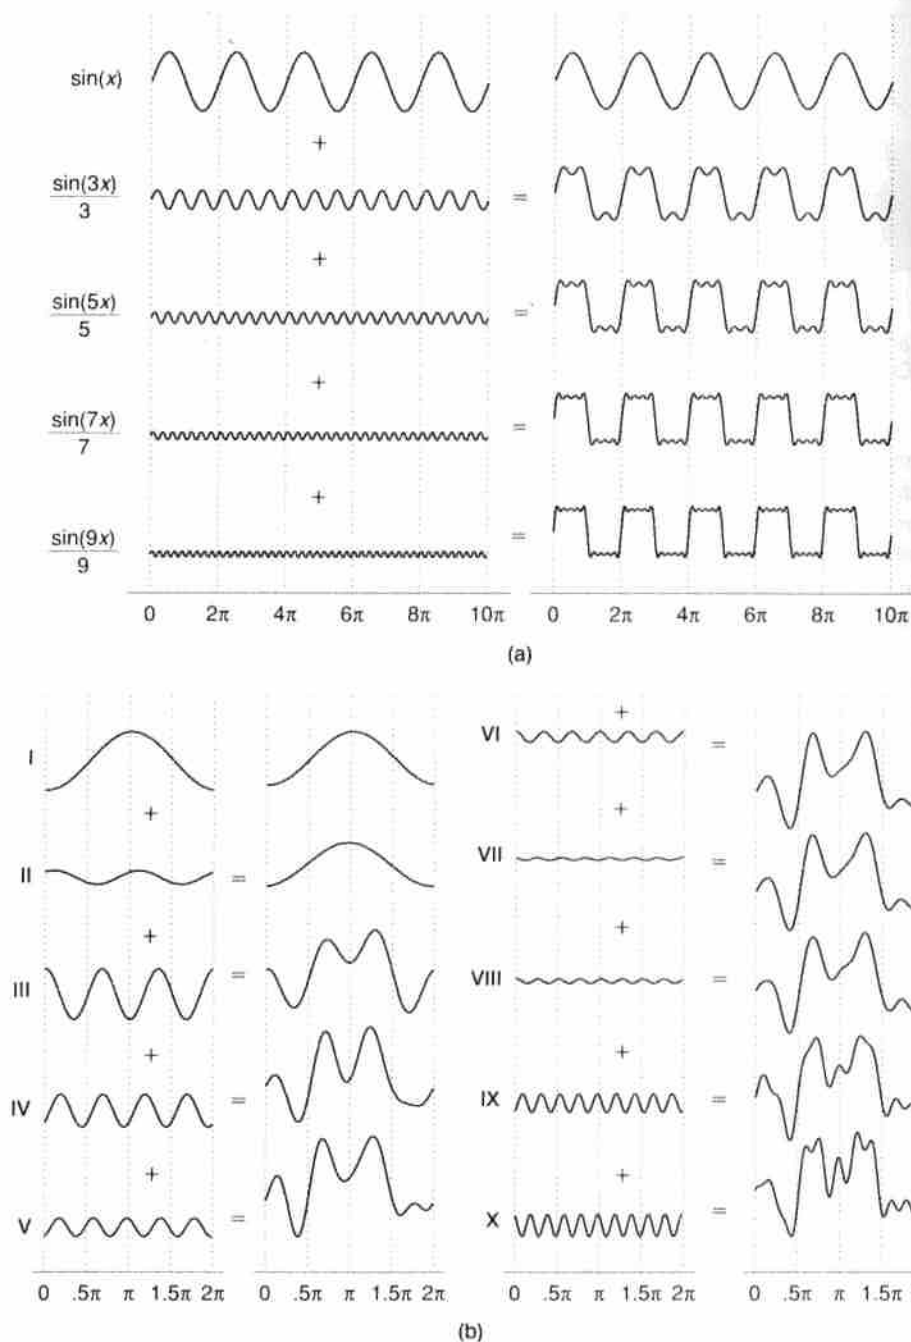 sin(x)
+
sin(3x)
3
=
+
sin(5x)
5
=
+
sin(7x)
7
=
+
sin(9x)
9
=
0 2π 4π 6π 8π 10π 0 2π 4π 6π 8π 10π
(a)
I
+
II =
+
III =
+
IV =
+
V =
0 .5π π 1.5π 2π 0 .5π π 1.5π 2π
+
VI =
+
VII =
+
VIII =
+
IX =
+
X =
0 .5π π 1.5π 2π 0 .5π π 1.5π
(b)